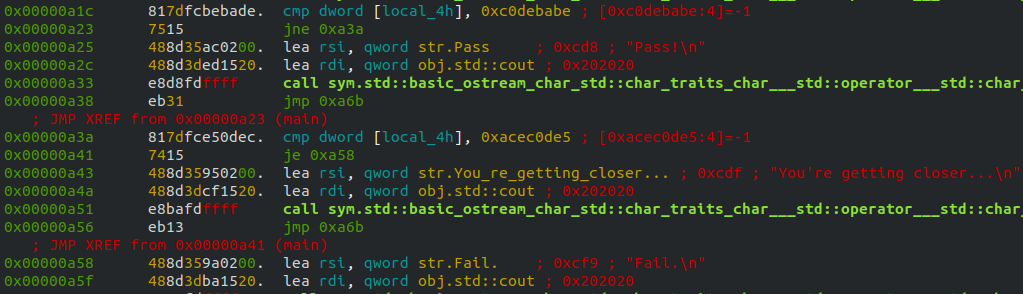 0x00000a1c 817dfcbebade. cmp dword [local_4h], 0xc0debabe ; [0xc0debabe:4]=-1
0x00000a23 7515 jne 0xa3a
0x00000a25 488d35ac0200. lea rsi, qword str.Pass ; 0xcd8 ; "Pass!\n"
0x00000a2c 488d3ded1520. lea rdi, qword obj.std::cout ; 0x202020
0x00000a33 e8d8fdffff call sym.std::basic_ostream_char_std::char_traits_char___std::operator___std::char_
0x00000a38 eb31 jmp 0xa6b
; JMP XREF from 0x00000a23 (main)
0x00000a3a 817dfce50dec. cmp dword [local_4h], 0xacec0de5 ; [0xacec0de5:4]=-1
0x00000a41 7415 je 0xa58
0x00000a43 488d35950200. lea rsi, qword str.You_re_getting_closer... ; 0xcdf ; "You're getting closer...\n"
0x00000a4a 488d3dcf1520. lea rdi, qword obj.std::cout ; 0x202020
0x00000a51 e8bafdffff call sym.std::basic_ostream_char_std::char_traits_char___std::operator___std::char_
0x00000a56 eb13 jmp 0xa6b
; JMP XREF from 0x00000a41 (main)
0x00000a58 488d359a0200. lea rsi, qword str.Fail. ; 0xcf9 ; "Fail.\n"
0x00000a5f 488d3dba1520. lea rdi, qword obj.std::cout ; 0x202020